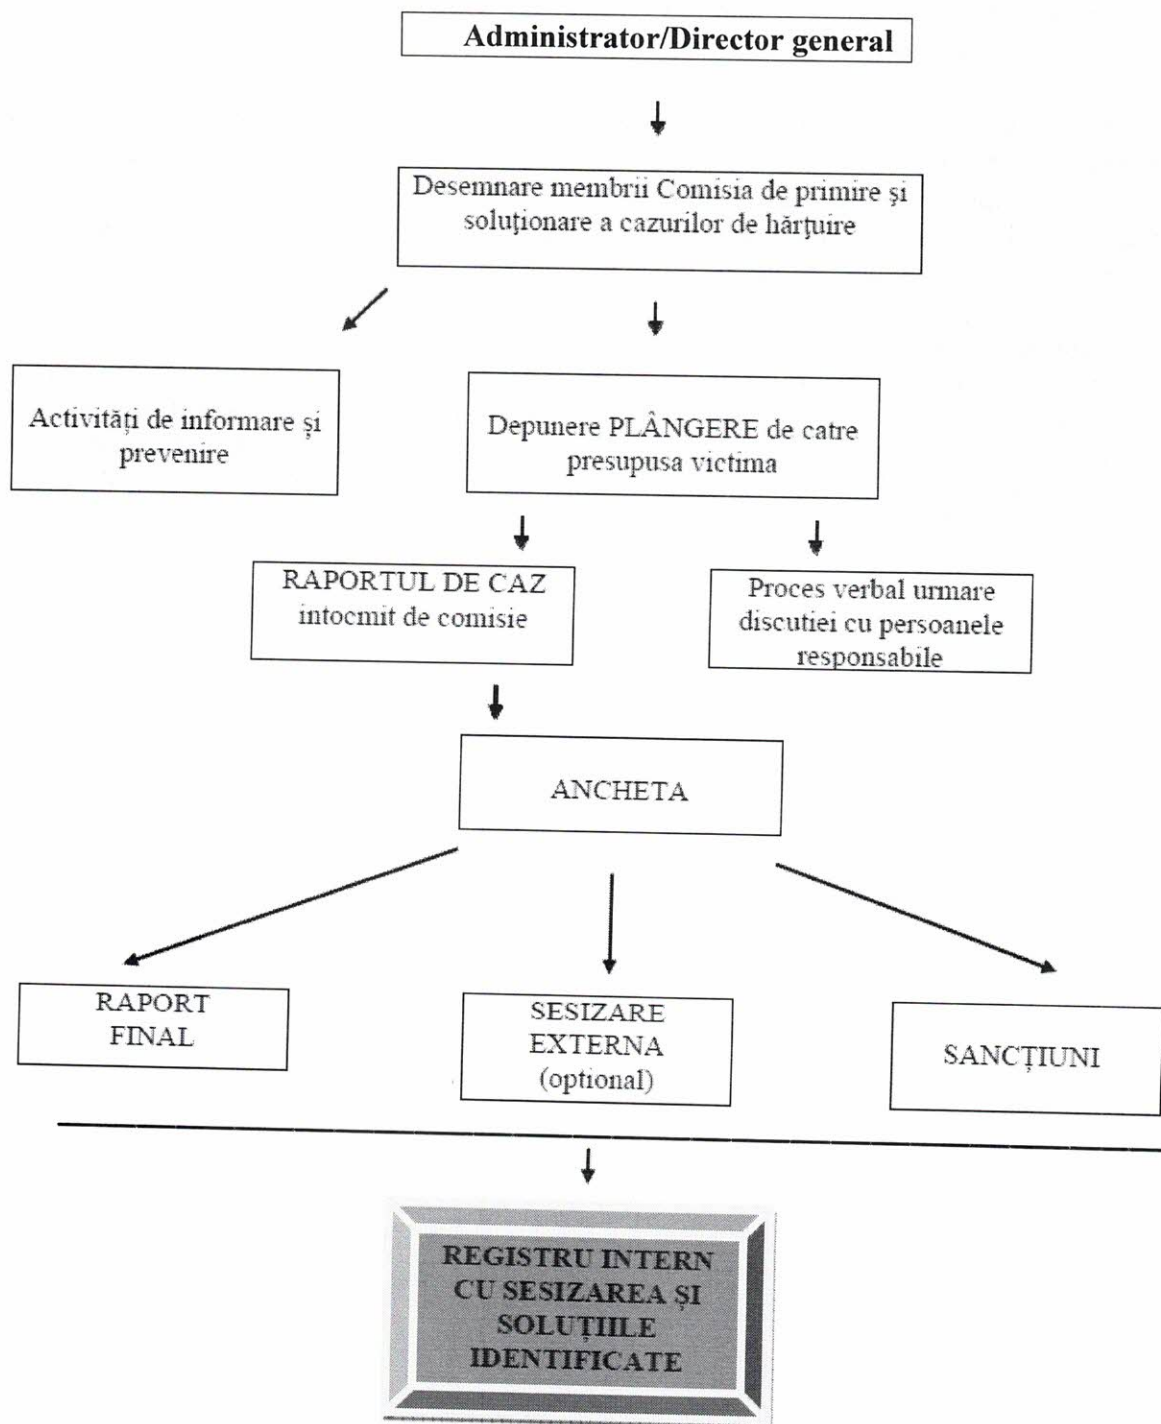 Administrator/Director general
Desemnare membrii Comisia de primire și
soluționare a cazurilor de hărțuire
Activități de informare și
prevenire
Depunere PLÂNGERE de catre
presupusa victima
RAPORTUL DE CAZ
intocmit de comisie
Proces verbal urmare
discutiei cu persoanele
responsabile
ANCHETA
RAPORT
FINAL
SESIZARE
EXTERNA
(optional)
SANCȚIUNI
REGISTRU INTERN
CU SESIZAREA ȘI
SOLUȚIILE
IDENTIFICATE